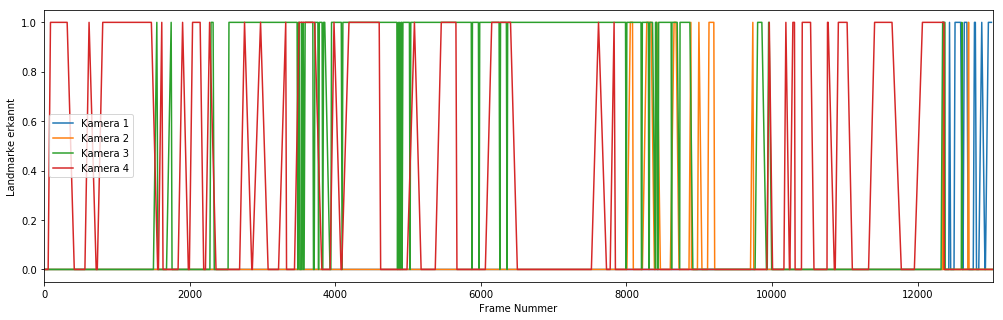 1.0
0.8
0.6
0.4
0.2
0.0
Landmarke erkannt
Kamera 1
Kamera 2
Kamera 3
Kamera 4
0 2000 4000 6000 8000 10000 12000
Frame Nummer